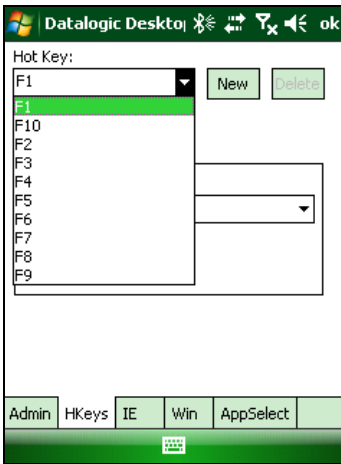 Datalogic Desktop ok
Hot Key:
F1 New Delete
F1
F10
F2
F3
F4
F5
F6
F7
F8
F9
Admin HKeys IE Win AppSelect